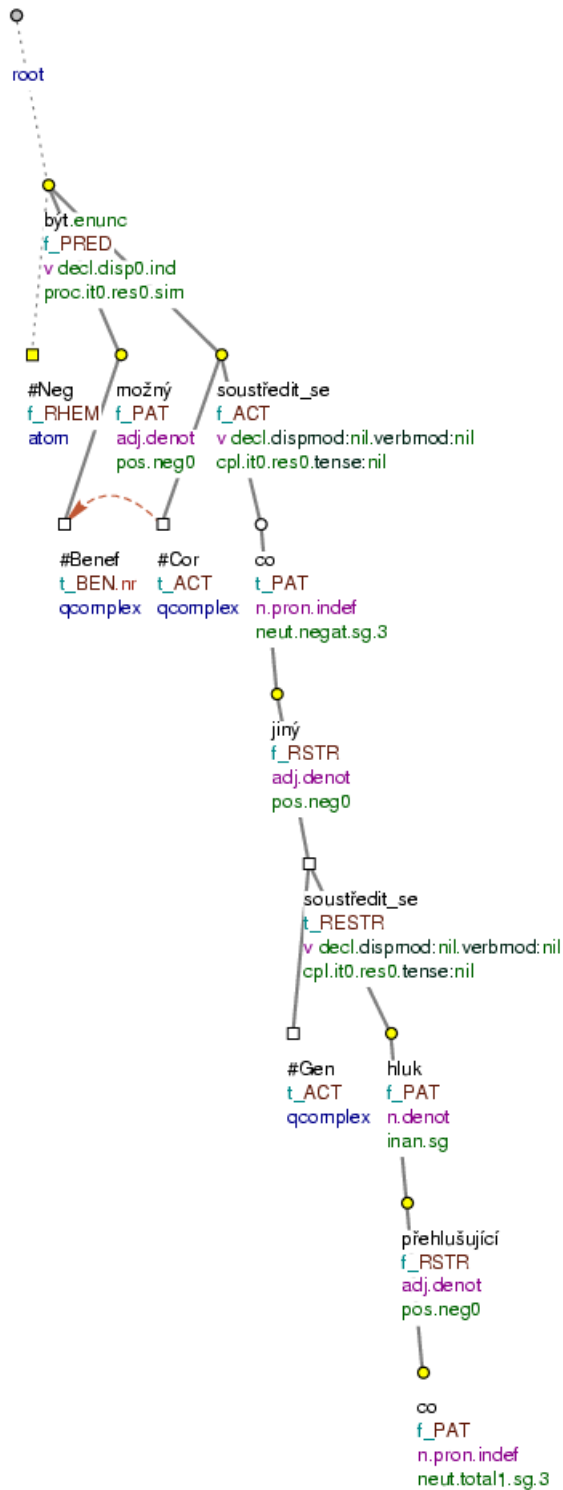 root
být.enunc
f_PRED
v decl.disp0.ind
proc.it0.res0.sim
#Neg
f_RHEM
atom
možný
f_PAT
adj.denot
pos.neg0
soustředit_se
f_ACT
v decl.dispmod:nil.verbmod:nil
cpl.it0.res0.tense:nil
#Benef
t_BEN.nr
qcomplex
#Cor
t_ACT
qcomplex
co
t_PAT
n.pron.indef
neut.negat.sg.3
jiný
f_RSTR
adj.denot
pos.neg0
soustředit_se
t_RESTR
v decl.dispmod:nil.verbmod:nil
cpl.it0.res0.tense:nil
#Gen
t_ACT
qcomplex
hluk
f_PAT
n.denot
inan.sg
přehlušující
f_RSTR
adj.denot
pos.neg0
co
f_PAT
n.pron.indef
neut.total1.sg.3